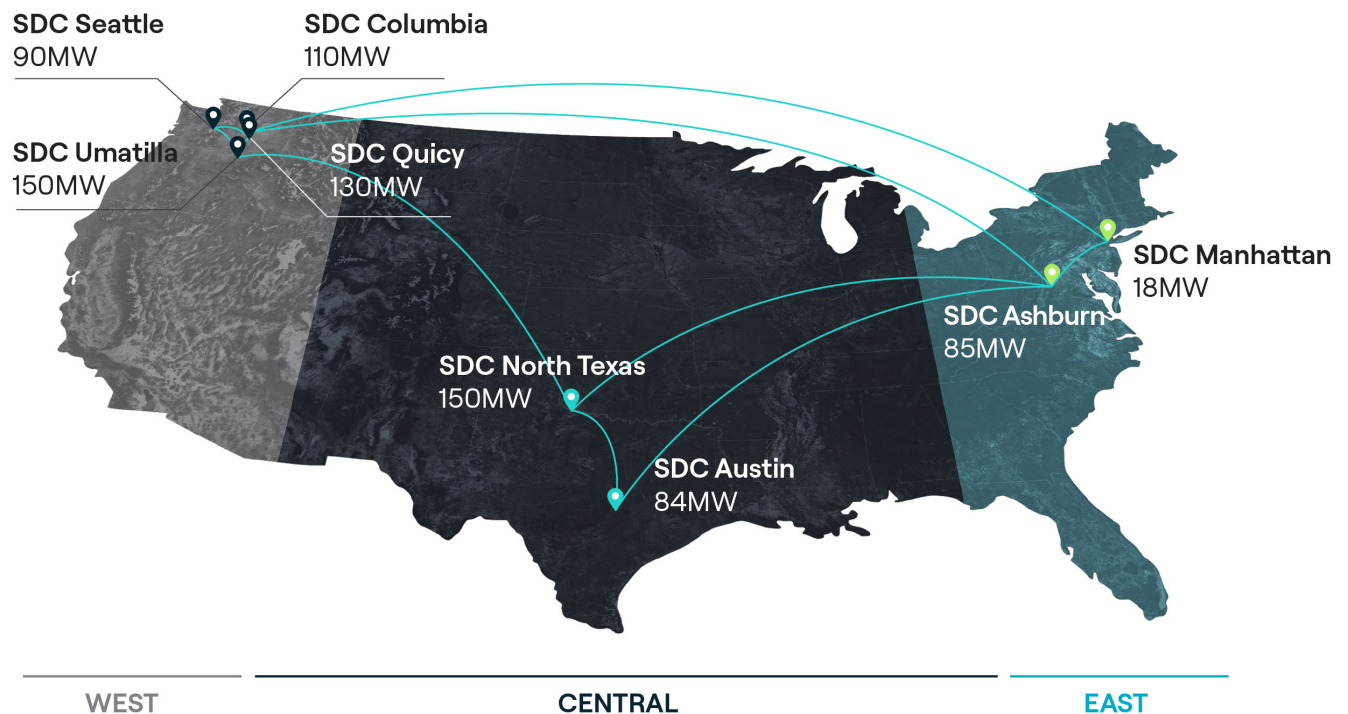 SDC Seattle
90MW
SDC Columbia
110MW
SDC Umatilla
150MW
SDC Quicy
130MW
SDC Manhattan
18MW
SDC Ashburn
85MW
SDC North Texas
150MW
SDC Austin
84MW
WEST
CENTRAL
EAST